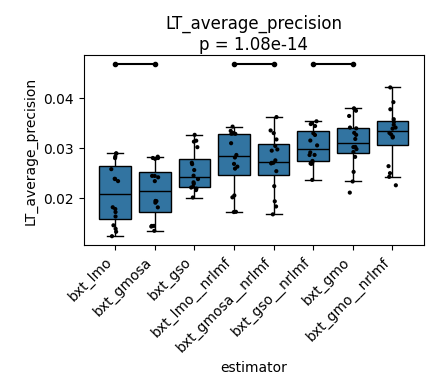 LT_average_precision
p = 1.08e-14
LT_average_precision
0.04
0.03
0.02
bxt_lmo
bxt_gmosa
bxt_gso
bxt_lmo__nrlmf
bxt_gmosa__nrlmf
bxt_gso__nrlmf
bxt_gmo
bxt_gmo__nrlmf
estimator